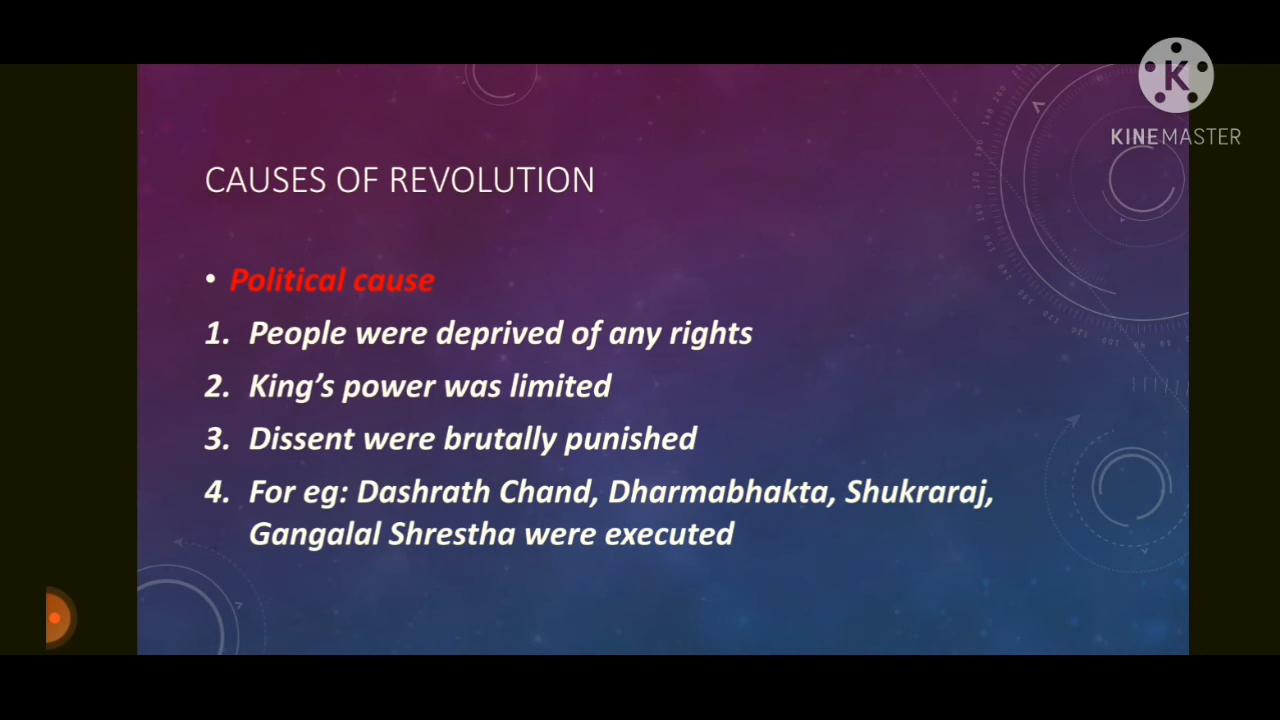 KINEMASTER
CAUSES OF REVOLUTION
• Political cause
1. People were deprived of any rights
2. King's power was limited
3. Dissent were brutally punished
4. For eg: Dashrath Chand, Dharmabhakta, Shukraraj,
Gangalal Shrestha were executed